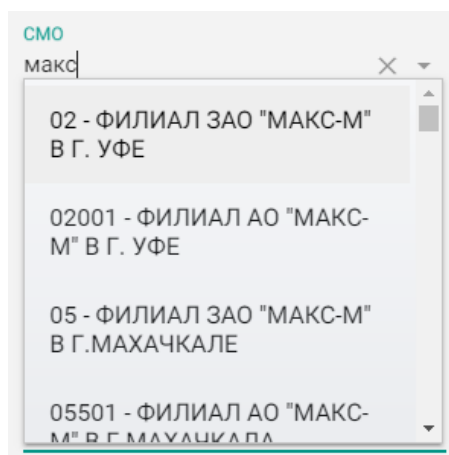 СМО
макс
02 - ФИЛИАЛ ЗАО "МАКС-М"
В Г. УФЕ
02001 - ФИЛИАЛ АО "МАКС-
М" В Г. УФЕ
05 - ФИЛИАЛ ЗАО "МАКС-М"
В Г.МАХАЧКАЛЕ
05501 - ФИЛИАЛ АО "МАКС-
М" В Г.МАХАЧКАЛА